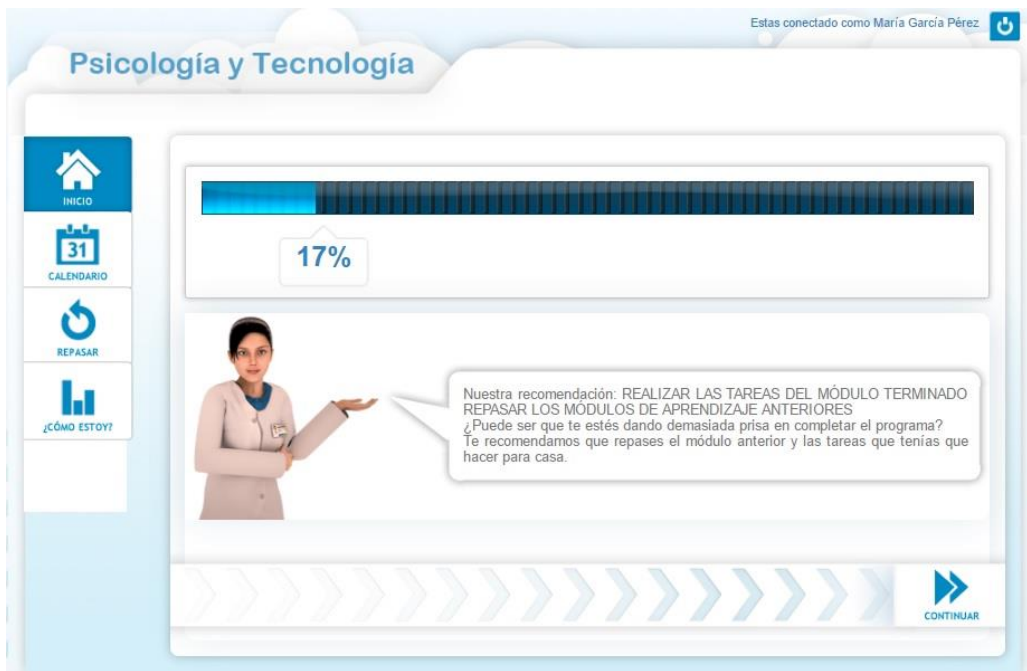 Estas conectado como María García Pérez
Psicología y Tecnología
INICIO
31
CALENDARIO
REPASAR
¿CÓMO ESTOY?
17%
Nuestra recomendación: REALIZAR LAS TAREAS DEL MÓDULO TERMINADO
REPASAR LOS MÓDULOS DE APRENDIZAJE ANTERIORES
¿Puede ser que te estés dando demasiada prisa en completar el programa?
Te recomendamos que repases el módulo anterior y las tareas que tenías que
hacer para casa.
CONTINUAR